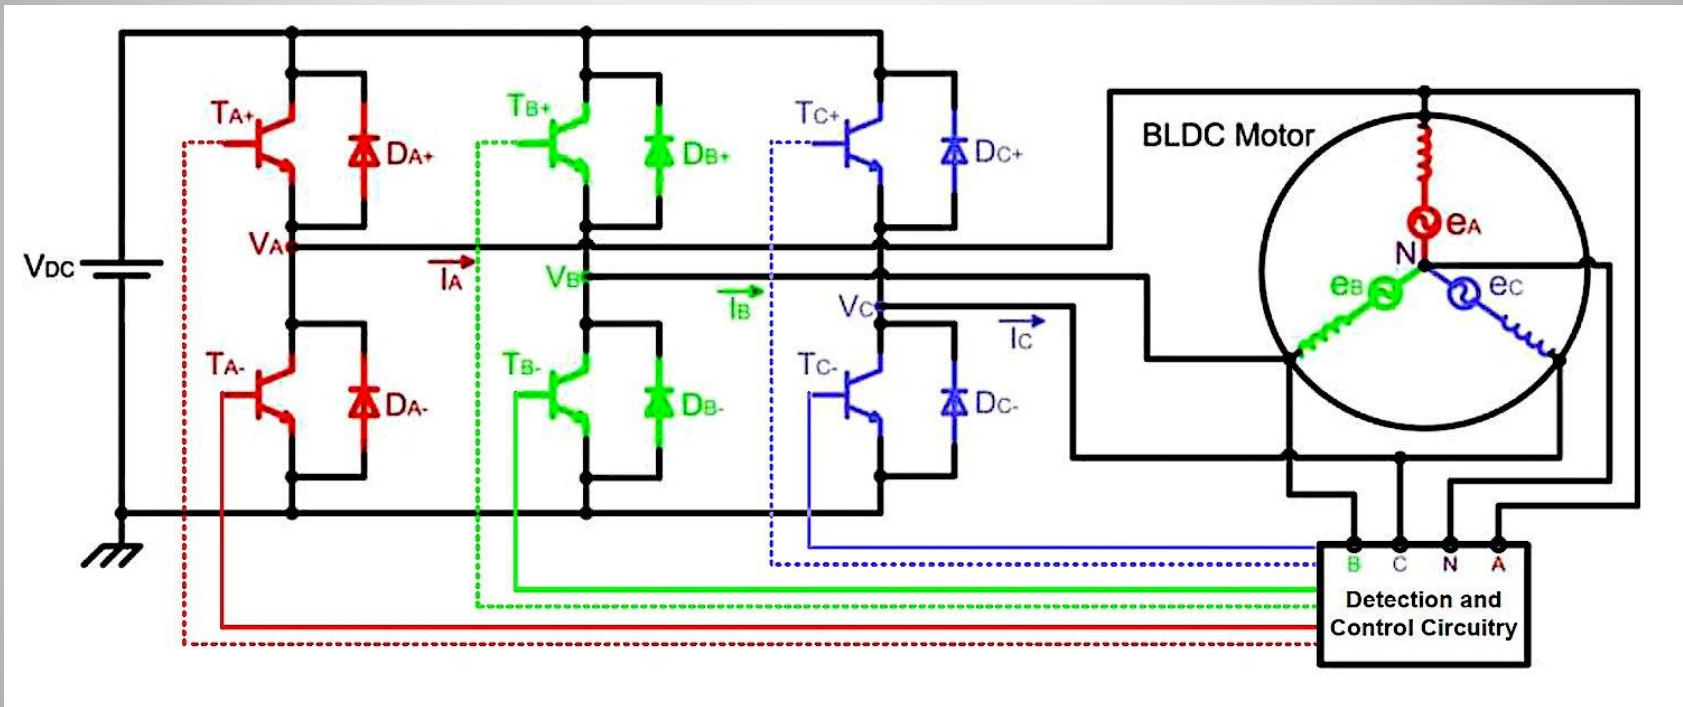 TA+
DA+
TB+
DB+
TC+
DC+
BLDC Motor
eA
N
eB
eC
VA
IA
VB
IB
VC
IC
VDC
TA-
DA-
TB-
DB-
TC-
DC-
B C N A
Detection and
Control Circuitry